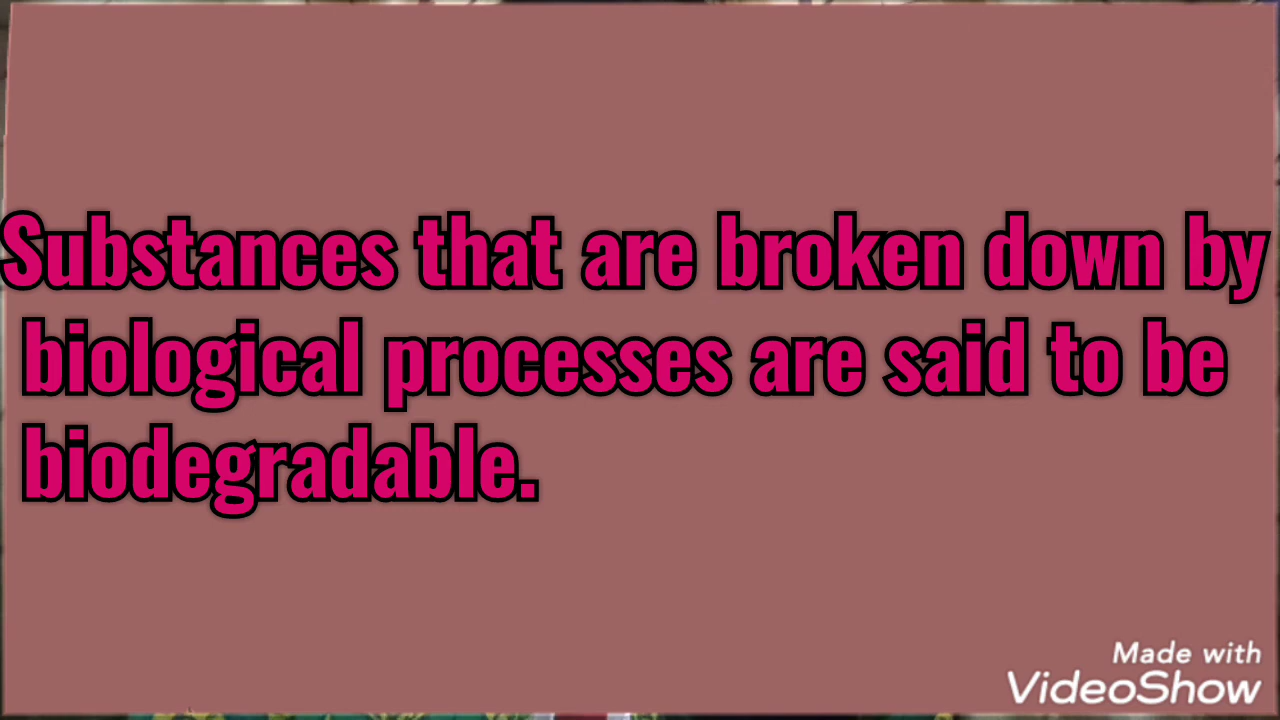 Substances that are broken down by
biological processes are said to be
biodegradable.
Made with
VideoShow